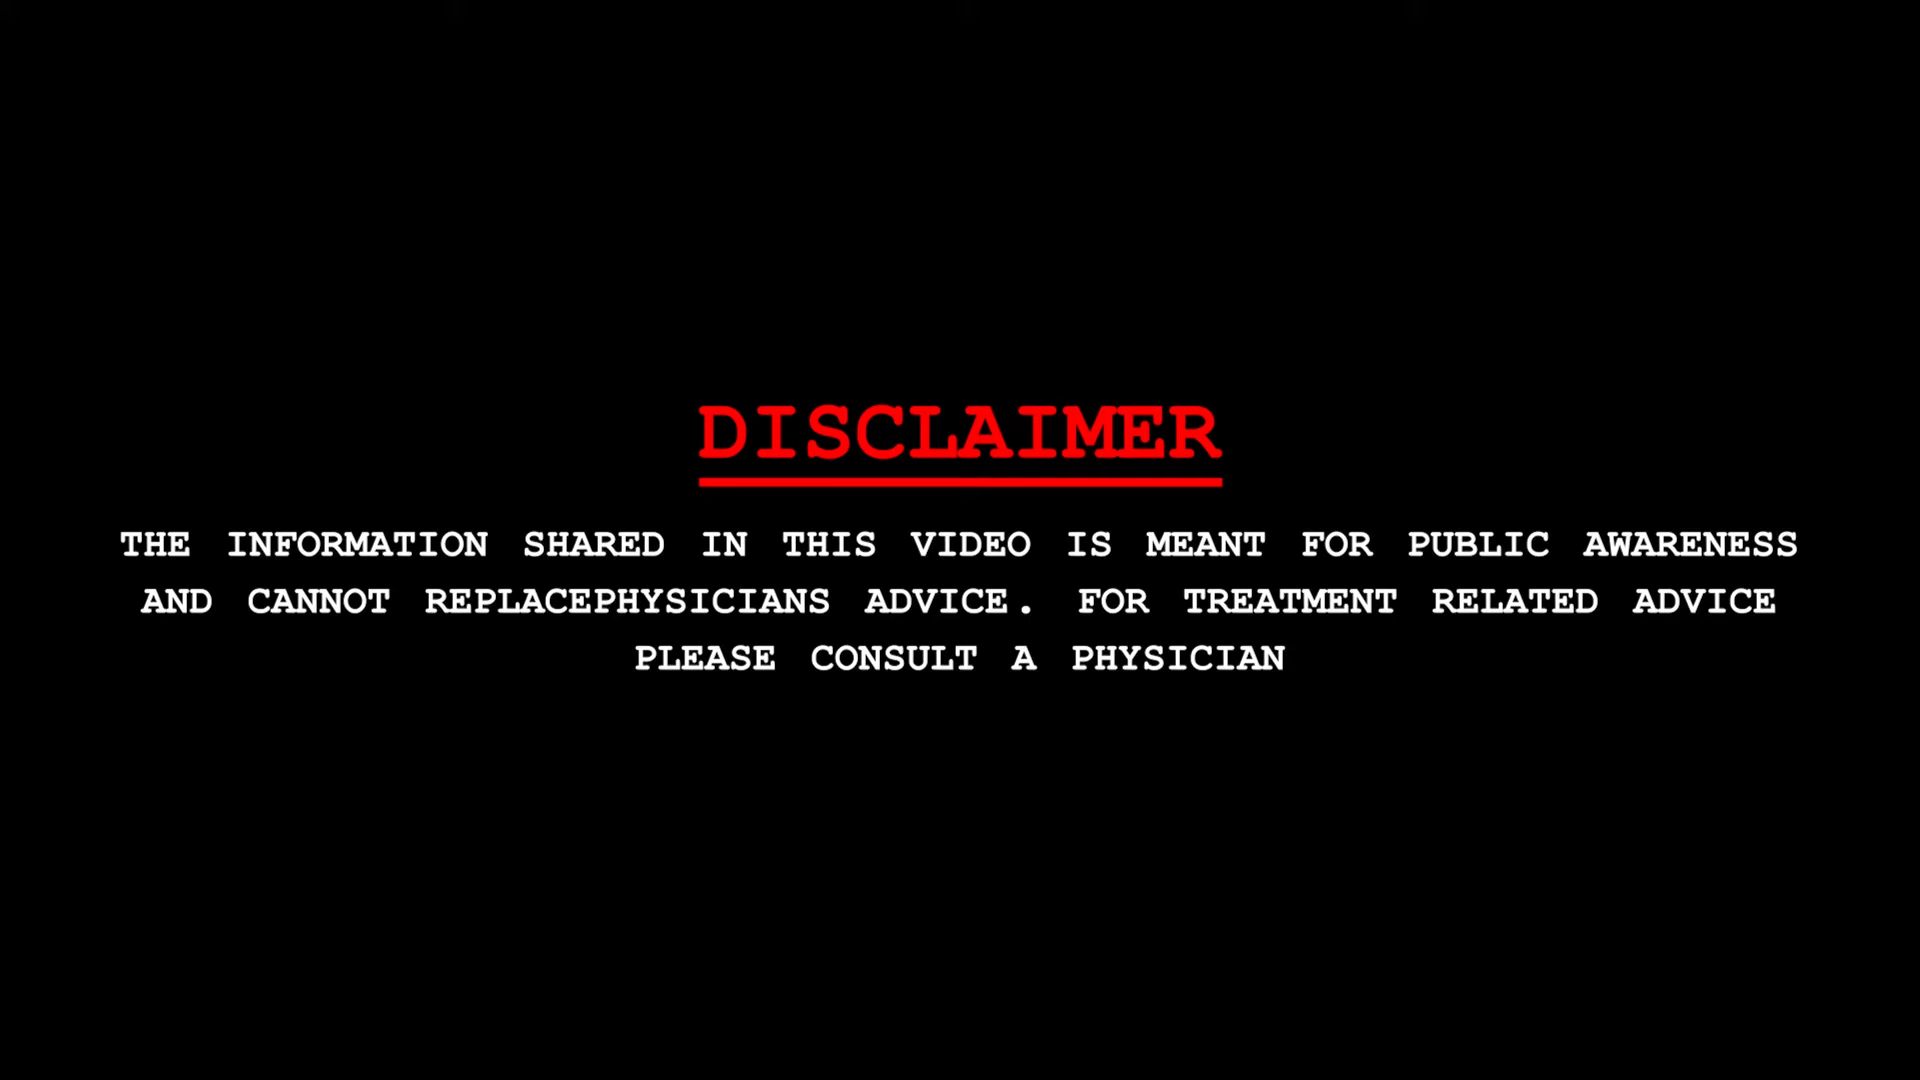 DISCLAIMER
THE INFORMATION SHARED IN THIS VIDEO IS MEANT FOR PUBLIC AWARENESS
AND CANNOT REPLACEPHYSICIANS ADVICE. FOR TREATMENT RELATED ADVICE
PLEASE CONSULT A PHYSICIAN